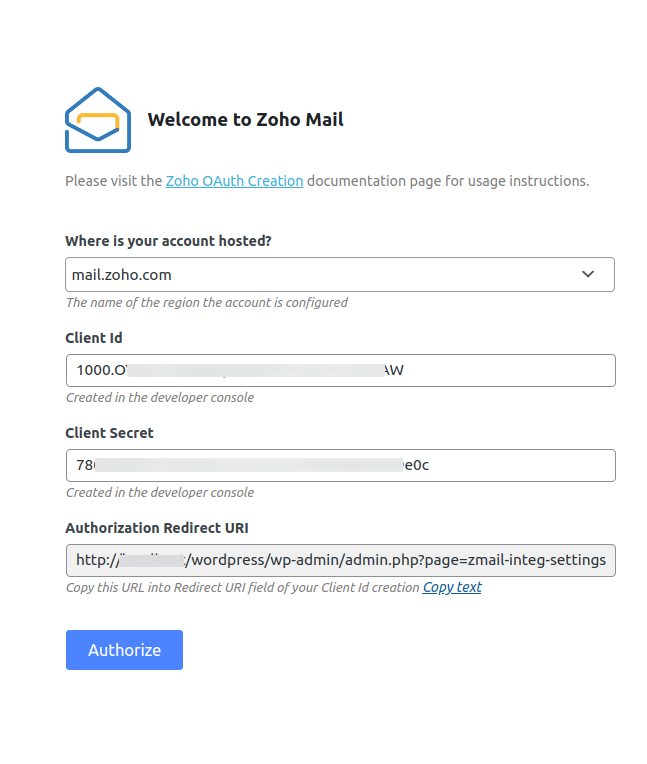 Welcome to Zoho Mail
Please visit the Zoho OAuth Creation documentation page for usage instructions.
Where is your account hosted?
mail.zoho.com
The name of the region the account is configured
Client Id
1000.O AW
Created in the developer console
Client Secret
78 e0c
Created in the developer console
Authorization Redirect URI
http:// /wordpress/wp-admin/admin.php?page=zmail-integ-settings
Copy this URL into Redirect URI field of your Client Id creation Copy text
Authorize